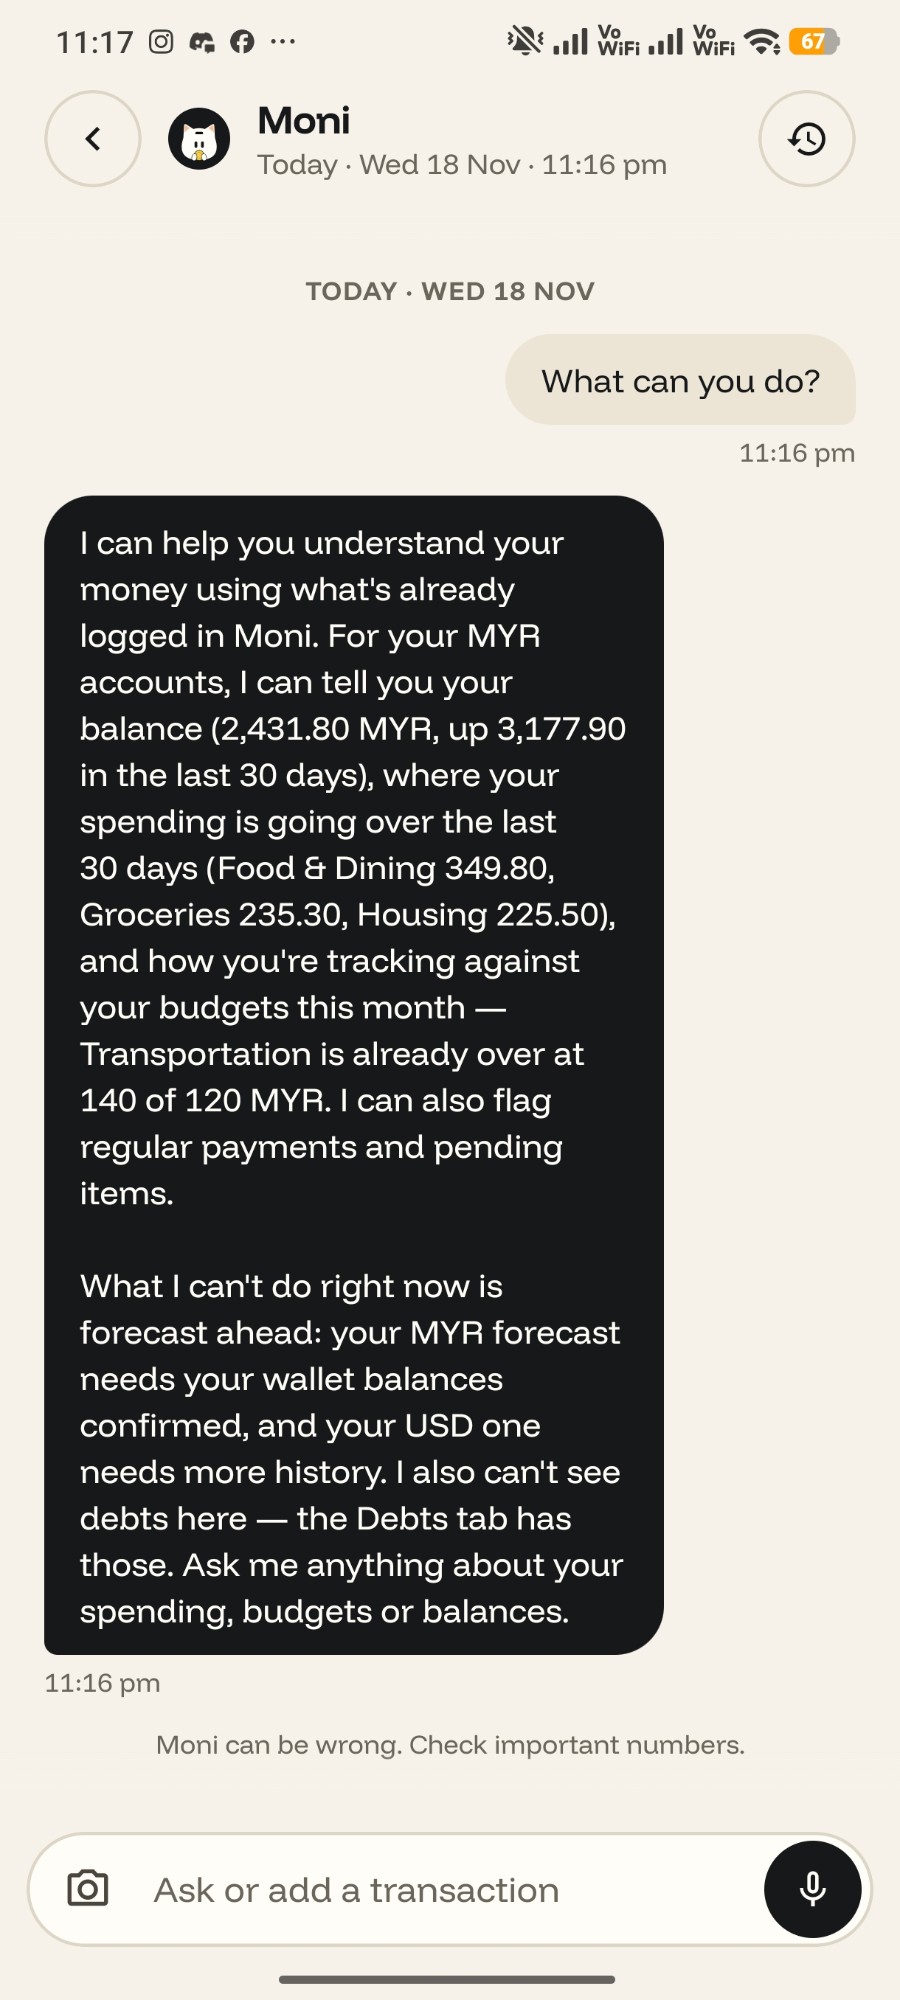 11:17
Vo WiFi Vo WiFi 67
Moni
Today · Wed 18 Nov · 11:16 pm
TODAY · WED 18 NOV
What can you do?
11:16 pm
I can help you understand your
money using what's already
logged in Moni. For your MYR
accounts, I can tell you your
balance (2,431.80 MYR, up 3,177.90
in the last 30 days), where your
spending is going over the last
30 days (Food & Dining 349.80,
Groceries 235.30, Housing 225.50),
and how you're tracking against
your budgets this month —
Transportation is already over at
140 of 120 MYR. I can also flag
regular payments and pending
items.
What I can't do right now is
forecast ahead: your MYR forecast
needs your wallet balances
confirmed, and your USD one
needs more history. I also can't see
debts here — the Debts tab has
those. Ask me anything about your
spending, budgets or balances.
11:16 pm
Moni can be wrong. Check important numbers.
Ask or add a transaction